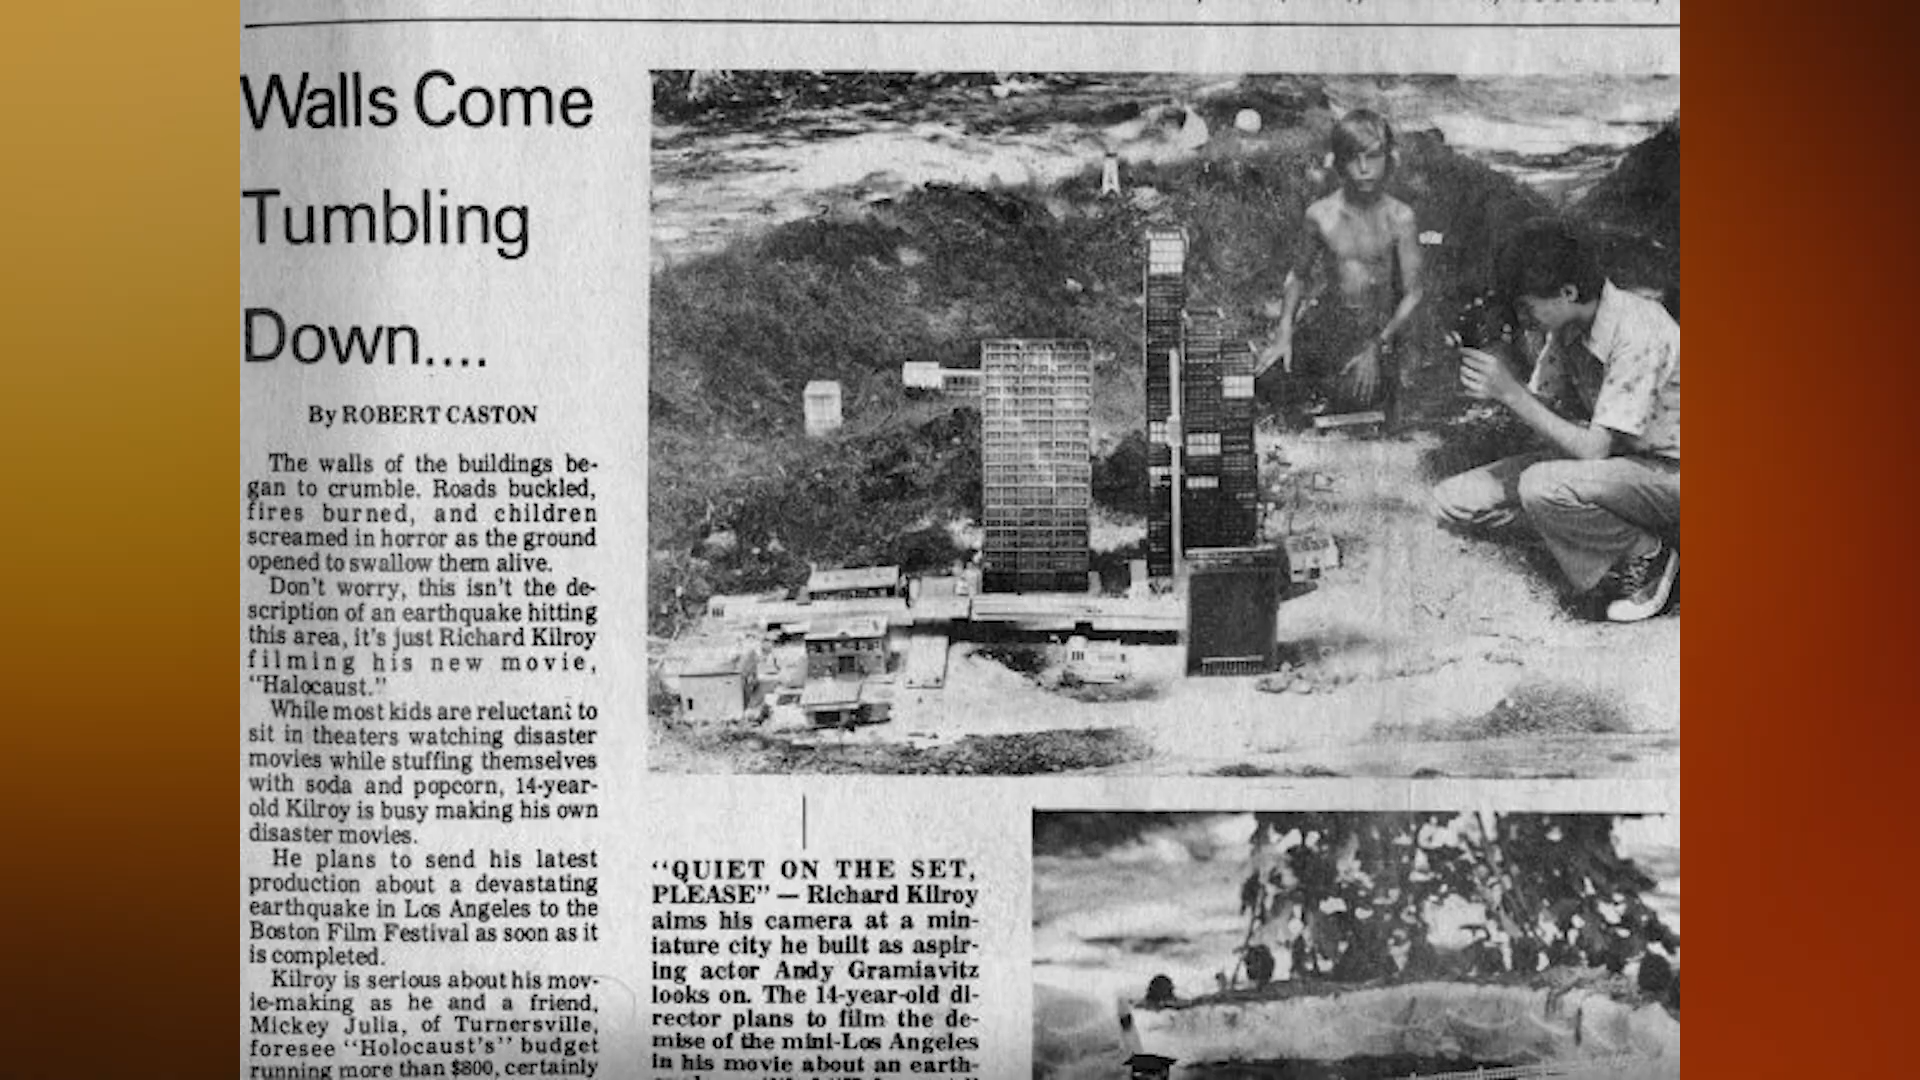 Walls Come
Tumbling
Down....
By ROBERT CASTON
The walls of the buildings be-
gan to crumble. Roads buckled,
fires burned, and children
screamed in horror as the ground
opened to swallow them alive.
Don't worry, this isn't the de-
scription of an earthquake hitting
this area, it's just Richard Kilroy
filming his new movie,
"Halocaust."
While most kids are reluctant to
sit in theaters watching disaster
movies while stuffing themselves
with soda and popcorn, 14-year-
old Kilroy is busy making his own
disaster movies.
He plans to send his latest
production about a devastating
earthquake in Los Angeles to the
Boston Film Festival as soon as it
is completed.
Kilroy is serious about his mov-
ie-making as he and a friend,
Mickey Julia, of Turnersville,
foresee "Holocaust's" budget
running more than $800, certainly
"QUIET ON THE SET,
PLEASE" — Richard Kilroy
aims his camera at a min-
iature city he built as aspir-
ing actor Andy Gramiavitz
looks on. The 14-year-old di-
rector plans to film the de-
mise of the mini-Los Angeles
in his movie about an earth-